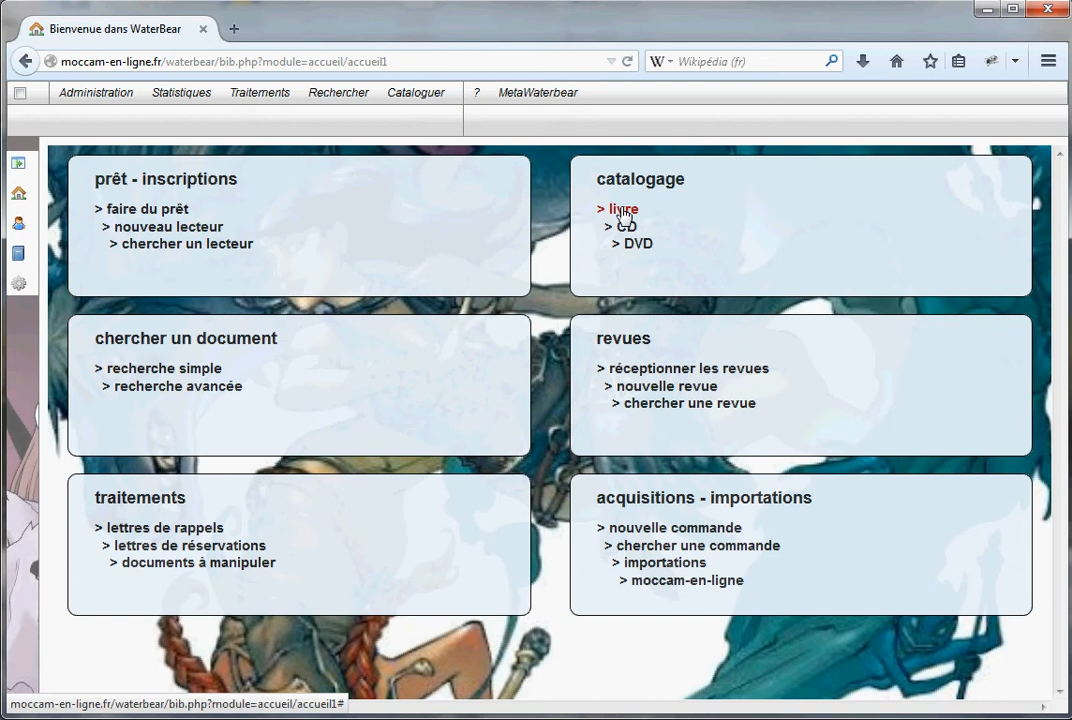 Bienvenue dans WaterBear
moccam-en-ligne.fr/waterbear/bib.php?module=accueil/accueil1
W
Wikipédia (fr)
Administration Statistiques Traitements Rechercher Cataloguer ? MetaWaterbear
prêt - inscriptions
> faire du prêt
> nouveau lecteur
> chercher un lecteur
catalogage
> livre
> CD
> DVD
chercher un document
> recherche simple
> recherche avancée
revues
> réceptionner les revues
> nouvelle revue
> chercher une revue
traitements
> lettres de rappels
> lettres de réservations
> documents à manipuler
acquisitions - importations
> nouvelle commande
> chercher une commande
> importations
> moccam-en-ligne
moccam-en-ligne.fr/waterbear/bib.php?module=accueil/accueil1#